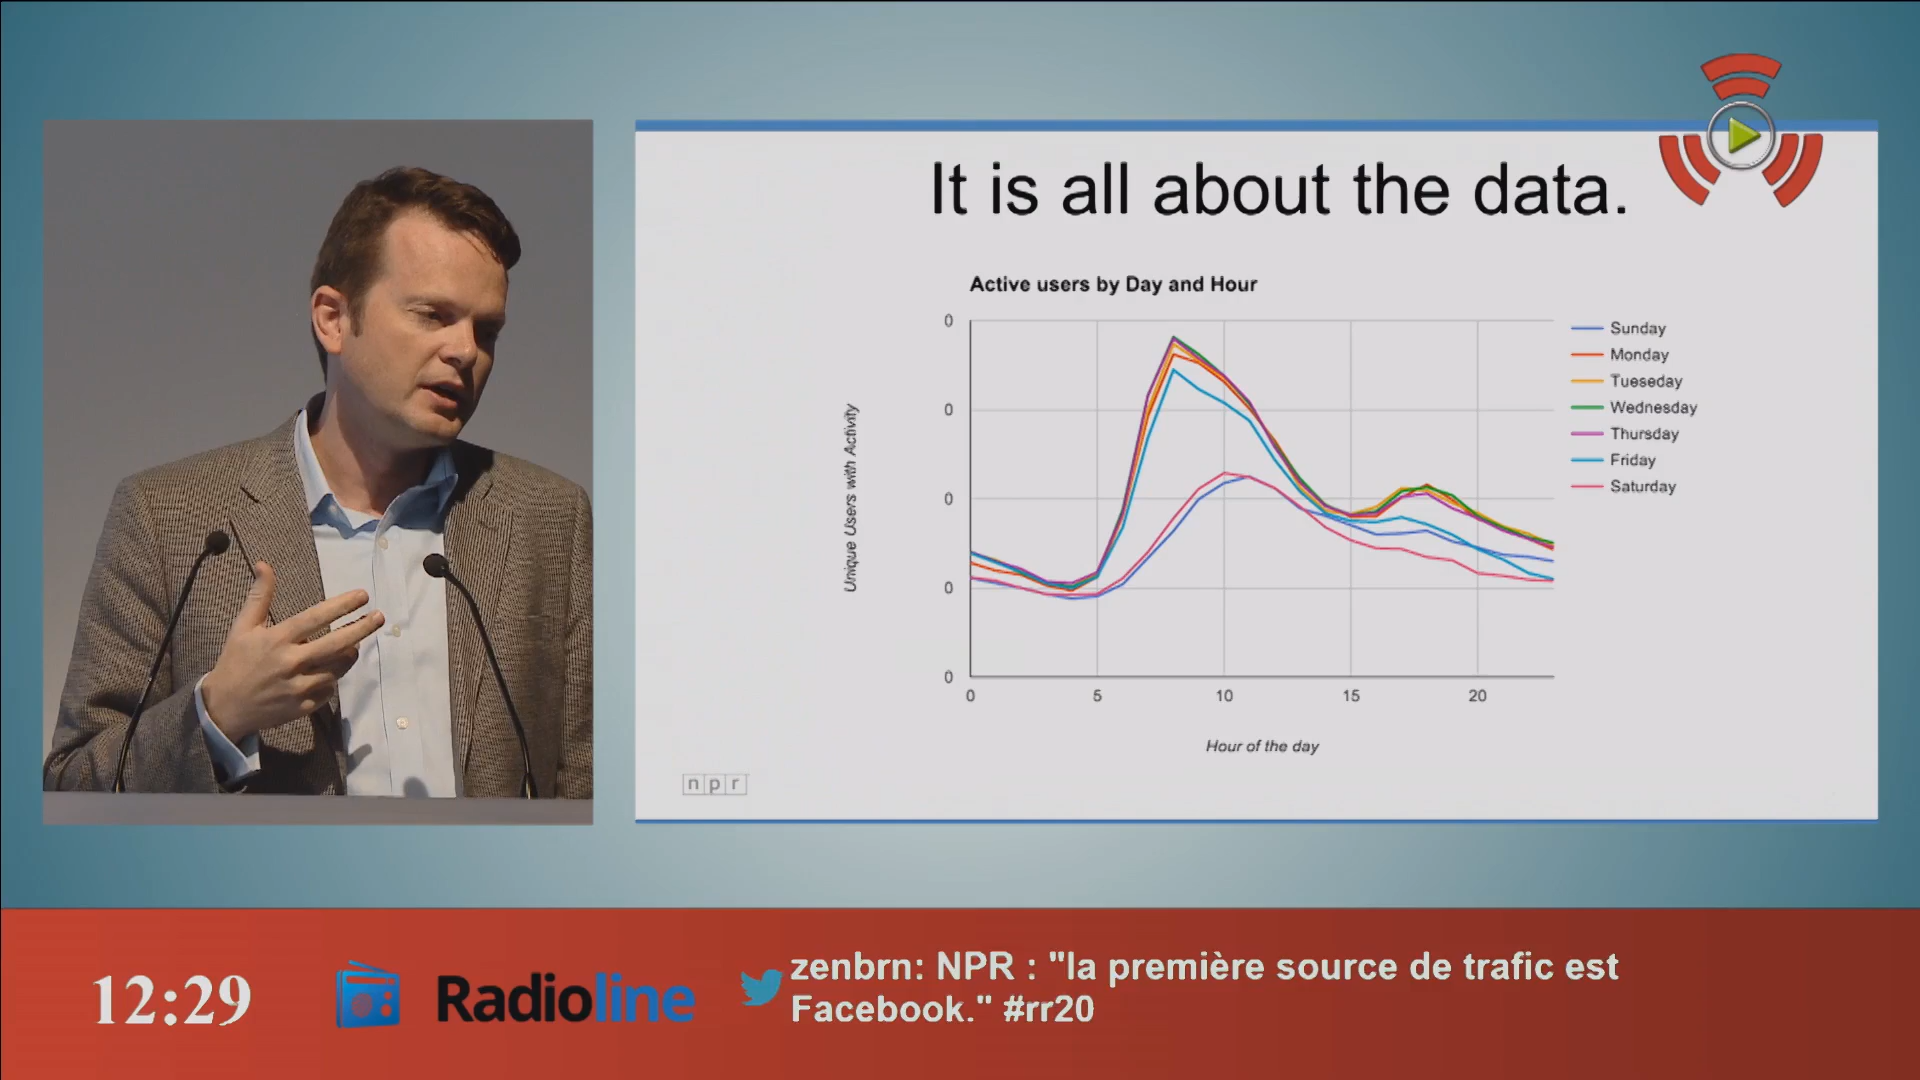 It is all about the data.
Active users by Day and Hour
0
0
0
0
0
Unique Users with Activity
0 5 10 15 20
Hour of the day
Sunday
Monday
Tueseday
Wednesday
Thursday
Friday
Saturday
npr
12:29
Radioline
zenbrn: NPR : "la première source de trafic est
Facebook." #rr20